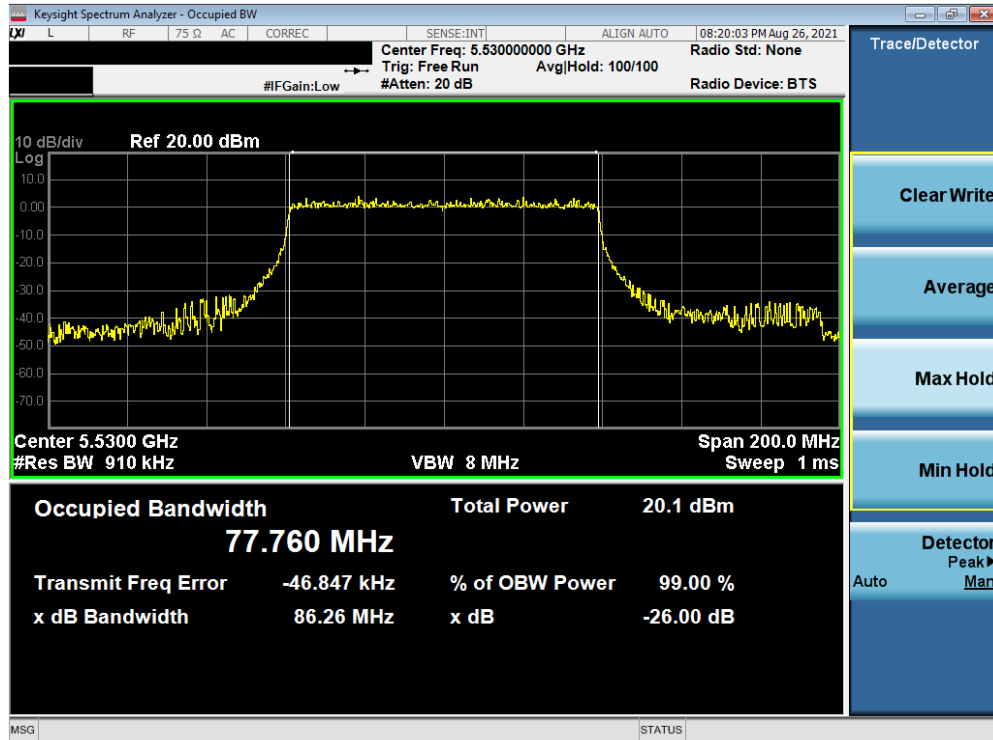 Keysight Spectrum Analyzer - Occupied BW
LXI L RF 75 Ω AC CORREC SENSE:INT ALIGN AUTO 08:20:03 PM Aug 26, 2021
Center Freq: 5.530000000 GHz Radio Std: None
Trig: Free Run Avg|Hold: 100/100
#IFGain:Low #Atten: 20 dB Radio Device: BTS
10 dB/div Ref 20.00 dBm
Log
10.0
0.00
-10.0
-20.0
-30.0
-40.0
-50.0
-60.0
-70.0
Center 5.5300 GHz Span 200.0 MHz
#Res BW 910 kHz VBW 8 MHz Sweep 1 ms
Occupied Bandwidth Total Power 20.1 dBm
77.760 MHz
Transmit Freq Error -46.847 kHz % of OBW Power 99.00 %
x dB Bandwidth 86.26 MHz x dB -26.00 dB
Trace/Detector
Clear Write
Average
Max Hold
Min Hold
Detector
Peak▶
Auto Man
MSG STATUS